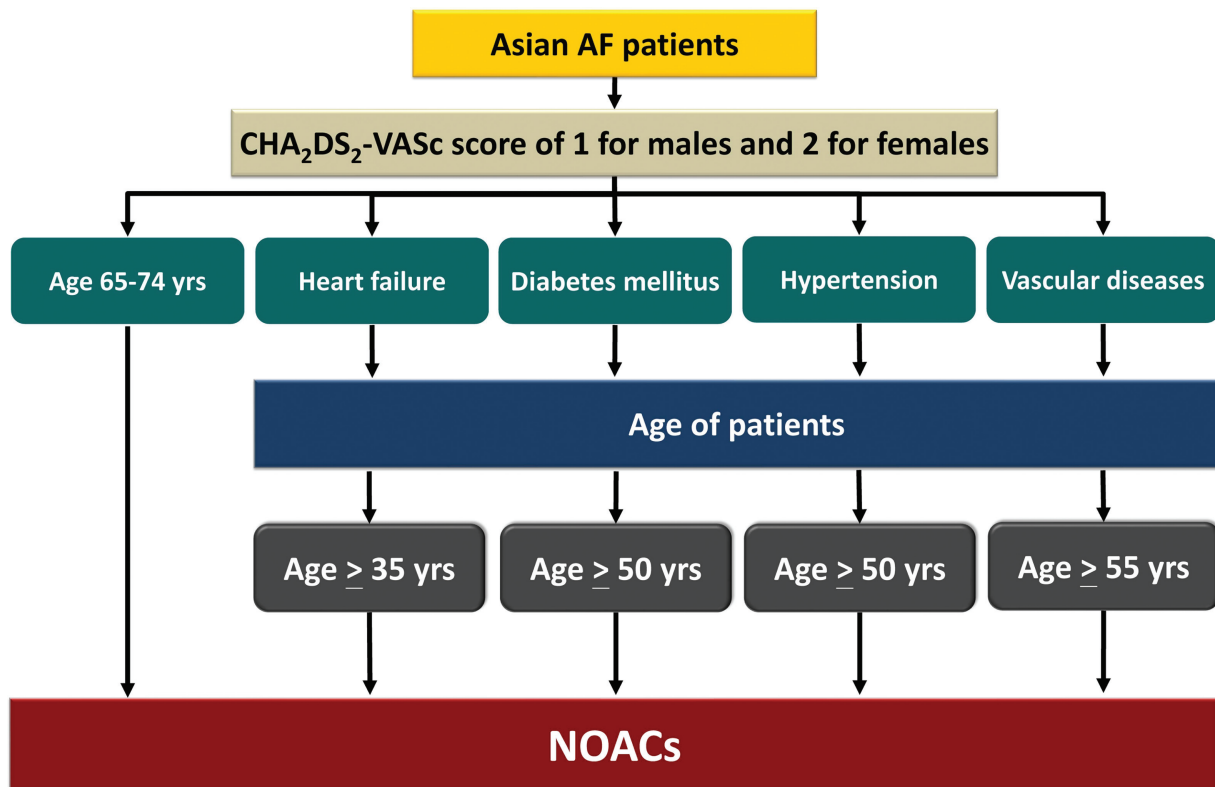 Asian AF patients
CHA₂DS₂-VASc score of 1 for males and 2 for females
Age 65-74 yrs
Heart failure
Diabetes mellitus
Hypertension
Vascular diseases
Age of patients
Age ≥ 35 yrs
Age ≥ 50 yrs
Age ≥ 50 yrs
Age ≥ 55 yrs
NOACs